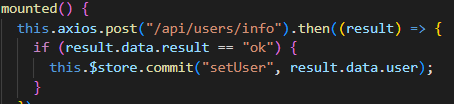 mounted() {
this.axios.post("/api/users/info").then((result) => {
if (result.data.result == "ok") {
this.$store.commit("setUser", result.data.user);
}
})